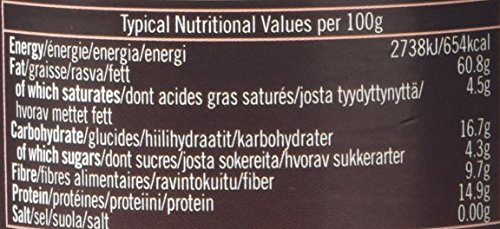 Typical Nutritional Values per 100g
Energy/énergie/energia/energi 2738kJ/654kcal
Fat/graisse/rasva/fett 60.8g
of which saturates/dont acides gras saturés/josta tyydyttynyttä/ 4.5g
hvorav mettet fett
Carbohydrate/glucides/hiilihydraatit/karbohydrater 16.7g
of which sugars/dont sucres/josta sokereita/hvorav sukkerarter 4.3g
Fibre/fibres alimentaires/ravintokuitu/fiber 9.7g
Protein/protéines/proteiini/protein 14.9g
Salt/sel/suola/salt 0.00g